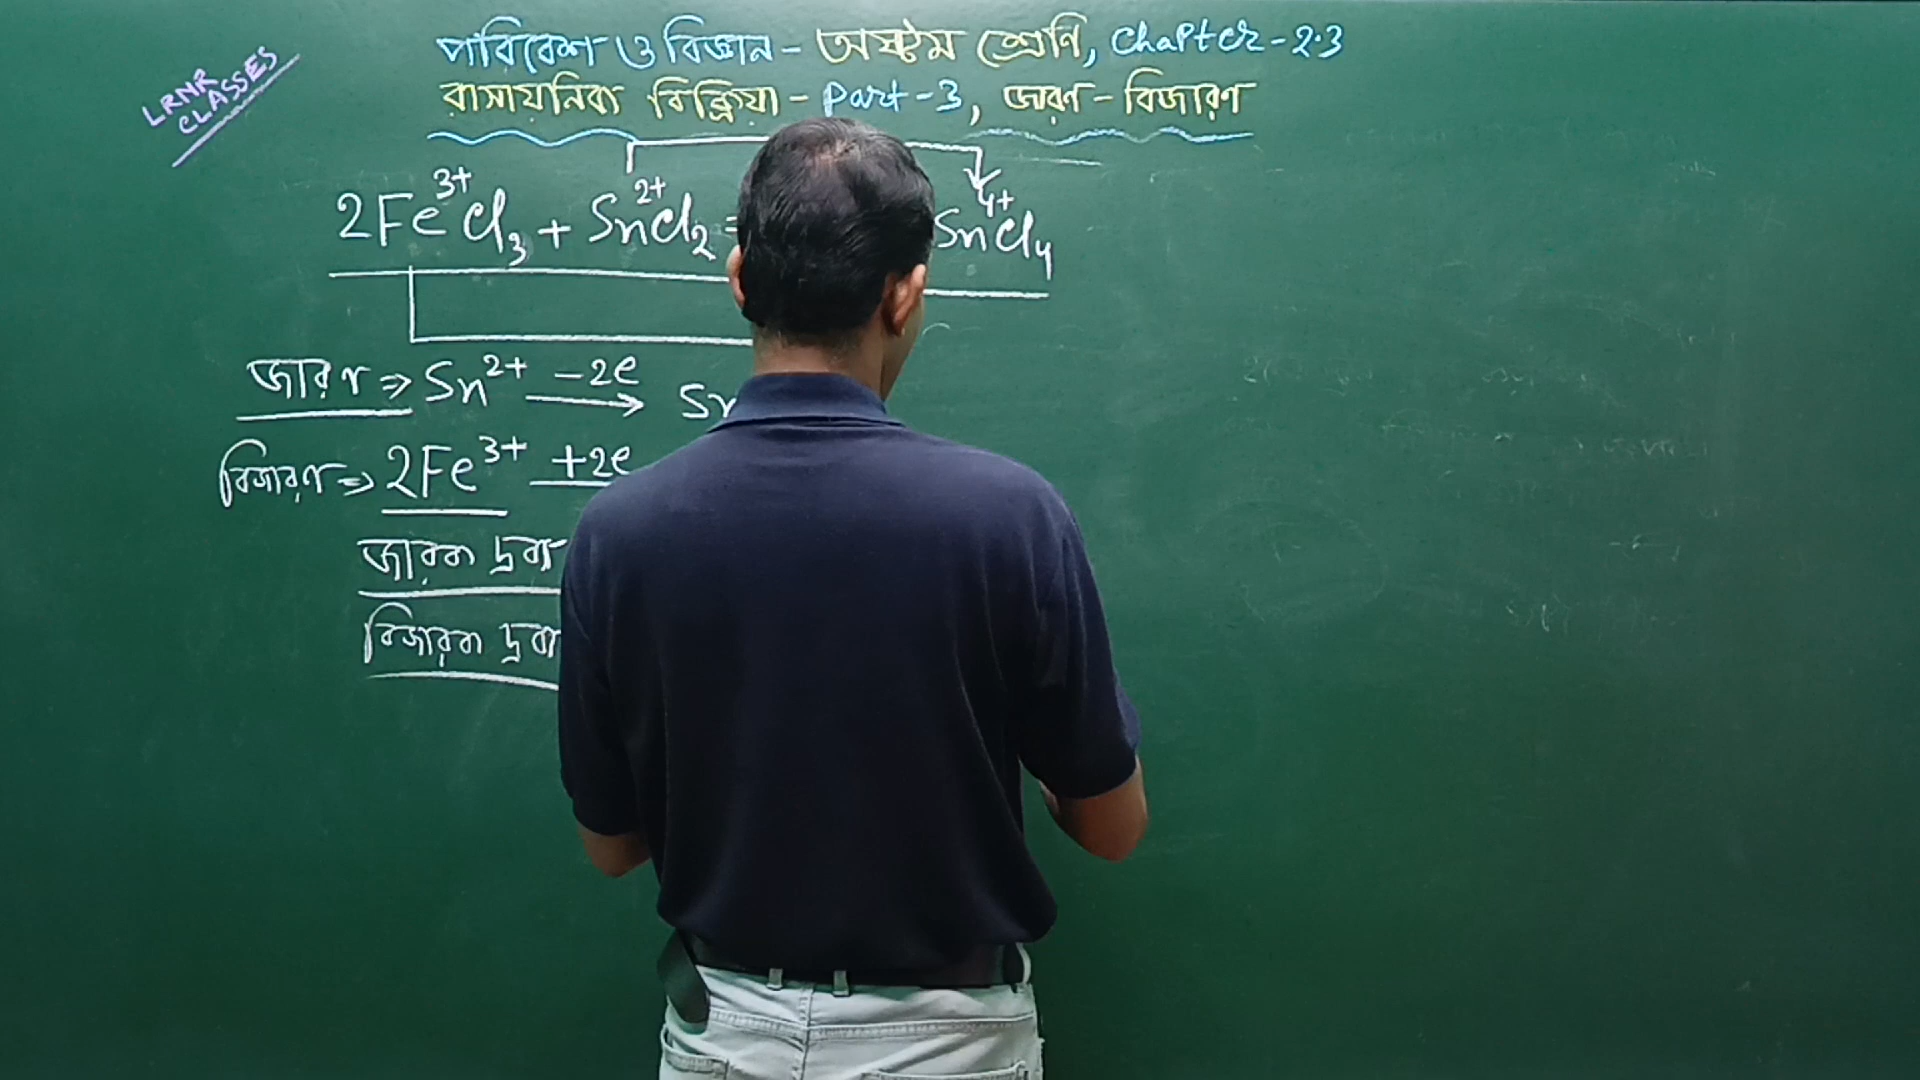 LRNR
CLASSES
পরিবেশ ও বিজ্ঞান - অষ্টম শ্রেণি, Chapter - 2.3
রাসায়নিক বিক্রিয়া - Part - 3, জারণ - বিজারণ
2Fe³⁺Cl₃ + Sn²⁺Cl₂ Sn⁴⁺Cl₄
জারণ ⇒ Sn²⁺ -2e → Sn
বিজারণ ⇒ 2Fe³⁺ +2e
জারক দ্রব্য
বিজারক দ্রব্য